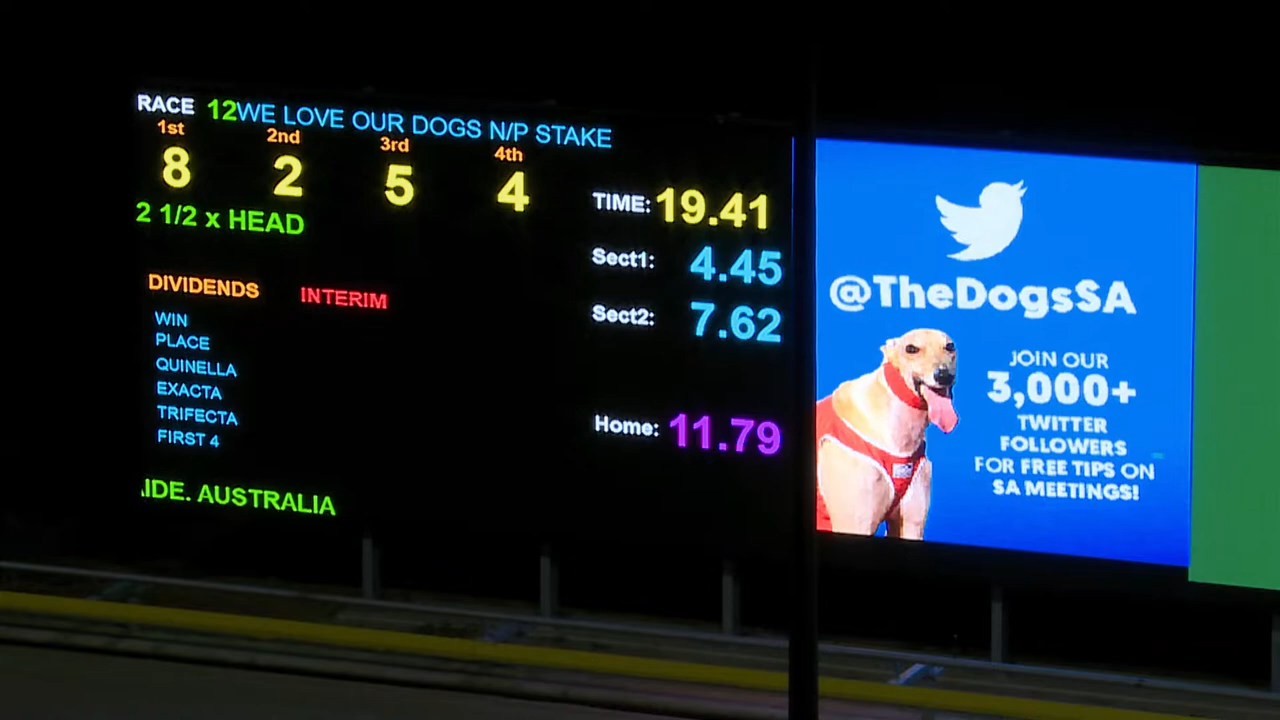 RACE 12WE LOVE OUR DOGS N/P STAKE
1st 2nd 3rd 4th
8 2 5 4
2 1/2 x HEAD
TIME: 19.41
Sect1: 4.45
Sect2: 7.62
Home: 11.79
DIVIDENDS INTERIM
WIN
PLACE
QUINELLA
EXACTA
TRIFECTA
FIRST 4
IDE. AUSTRALIA
@TheDogsSA
JOIN OUR
3,000+
TWITTER
FOLLOWERS
FOR FREE TIPS ON
SA MEETINGS!